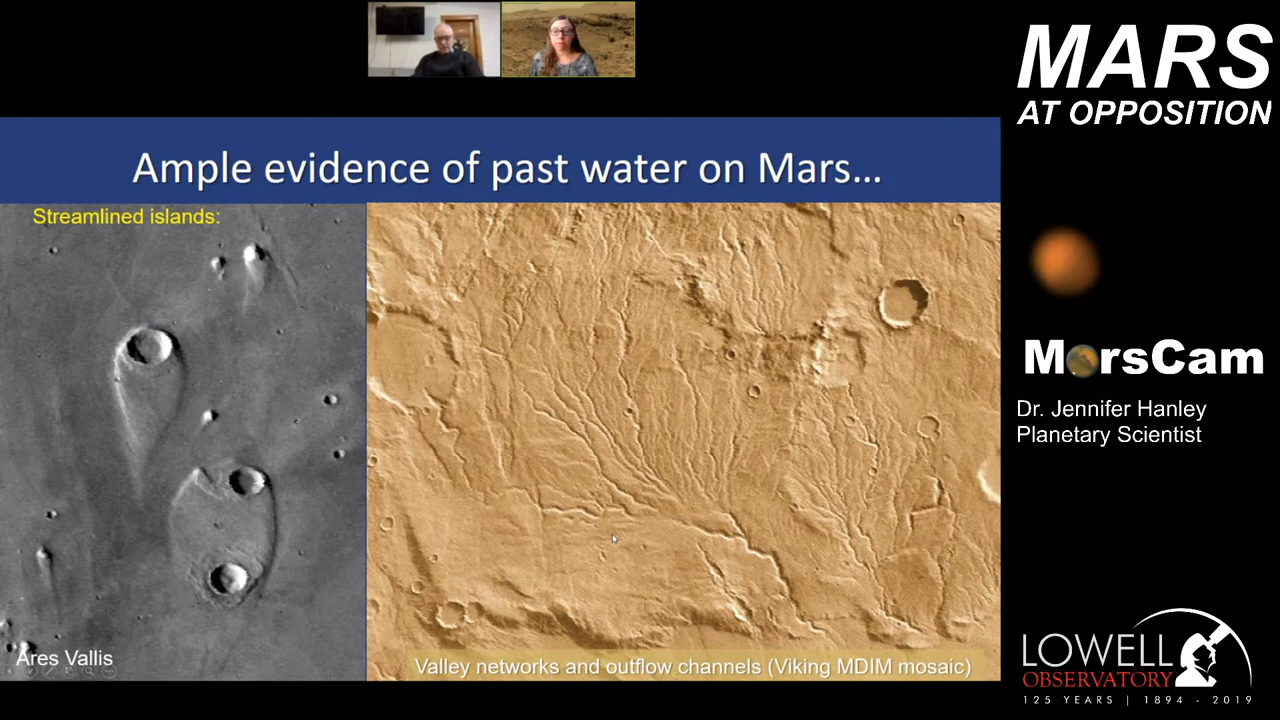 MARS
AT OPPOSITION
Ample evidence of past water on Mars…
Streamlined islands:
Ares Vallis
Valley networks and outflow channels (Viking MDIM mosaic)
MarsCam
Dr. Jennifer Hanley
Planetary Scientist
LOWELL
OBSERVATORY
125 YEARS | 1894 - 2019